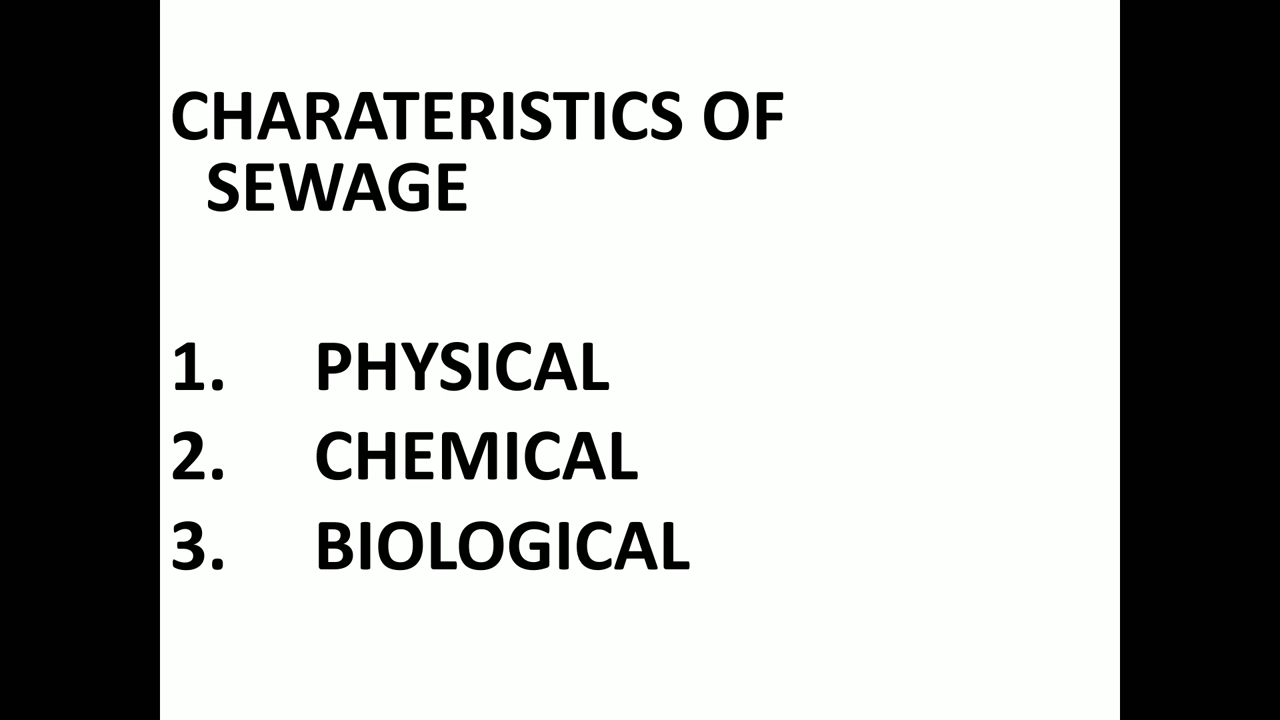 CHARATERISTICS OF
SEWAGE
1. PHYSICAL
2. CHEMICAL
3. BIOLOGICAL